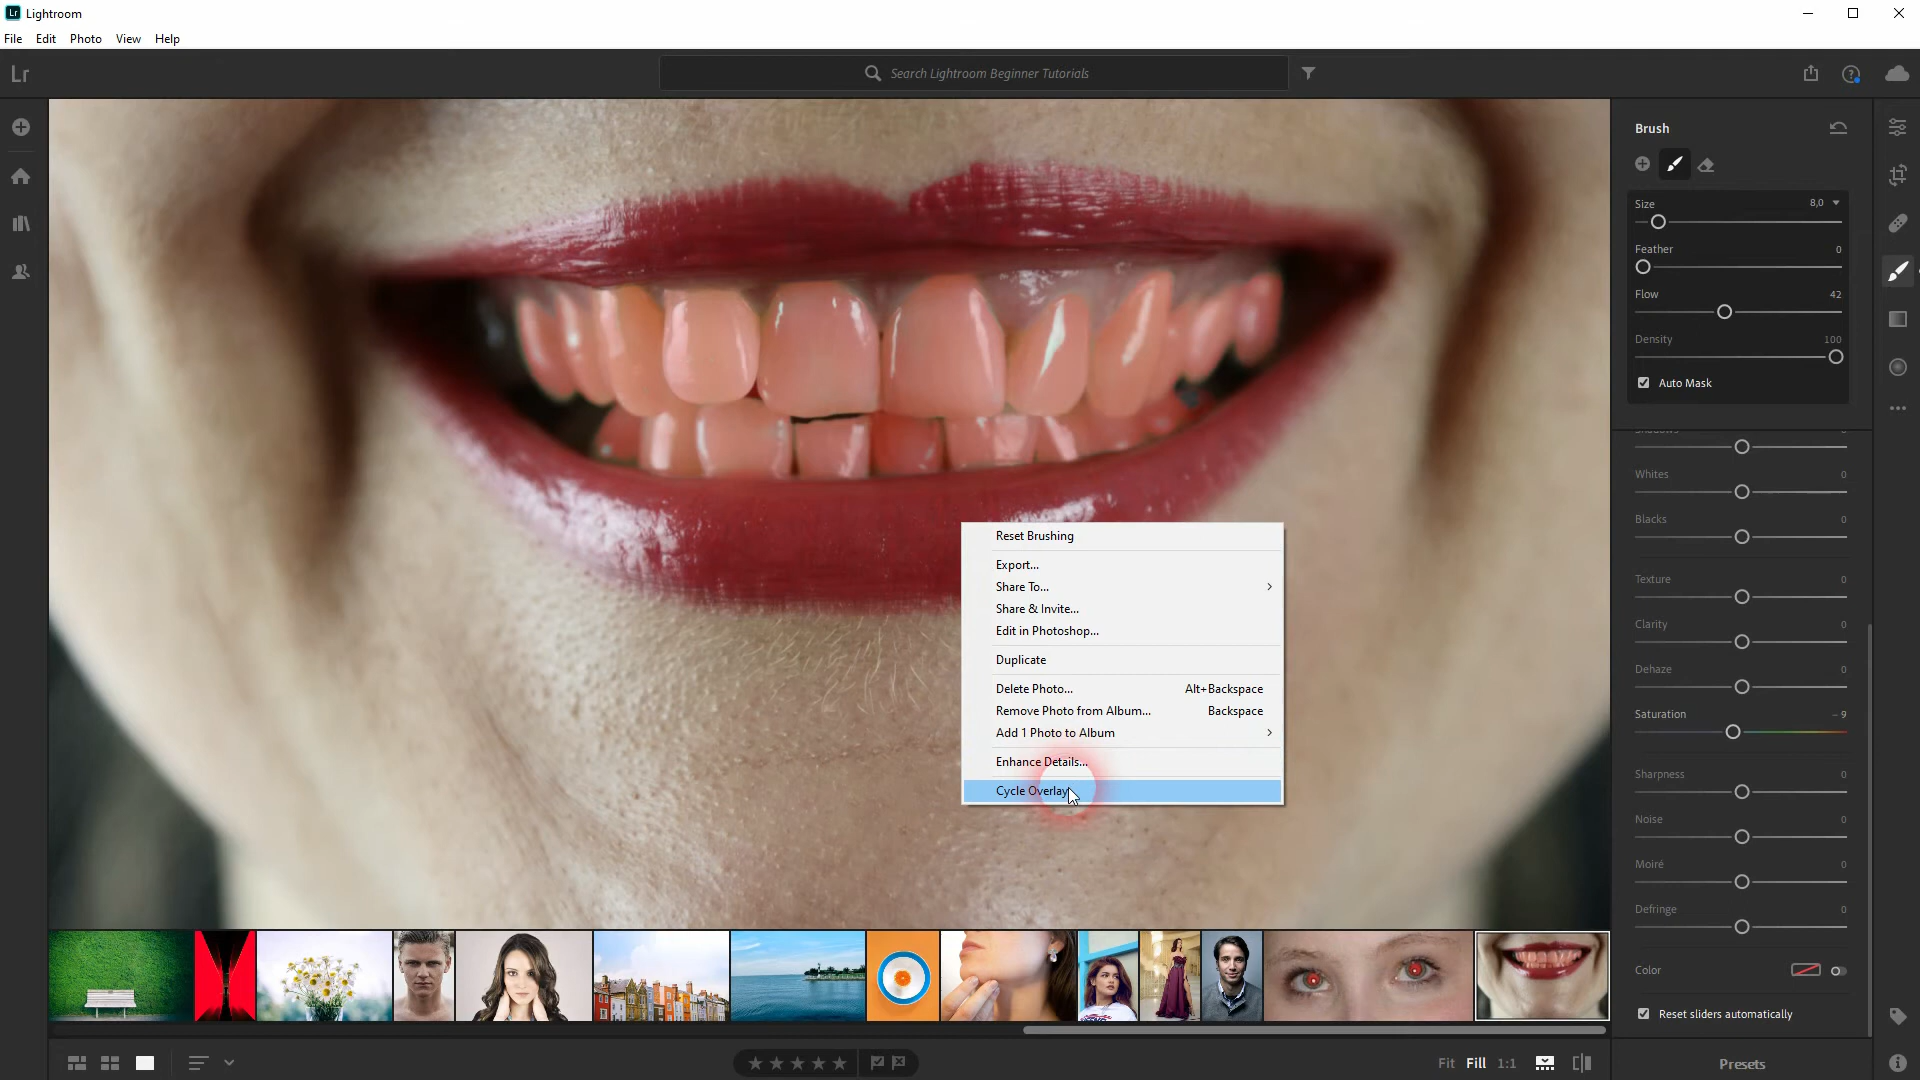 Lr Lightroom
File Edit Photo View Help
Lr
Search Lightroom Beginner Tutorials
Brush
Size 8,0
Feather 0
Flow 42
Density 100
Auto Mask
Whites 0
Blacks 0
Texture 0
Clarity 0
Dehaze 0
Saturation – 9
Sharpness 0
Noise 0
Moiré 0
Defringe 0
Color
Reset sliders automatically
Presets
Reset Brushing
Export...
Share To...
Share & Invite...
Edit in Photoshop...
Duplicate
Delete Photo... Alt+Backspace
Remove Photo from Album... Backspace
Add 1 Photo to Album
Enhance Details...
Cycle Overlay
Fit Fill 1:1